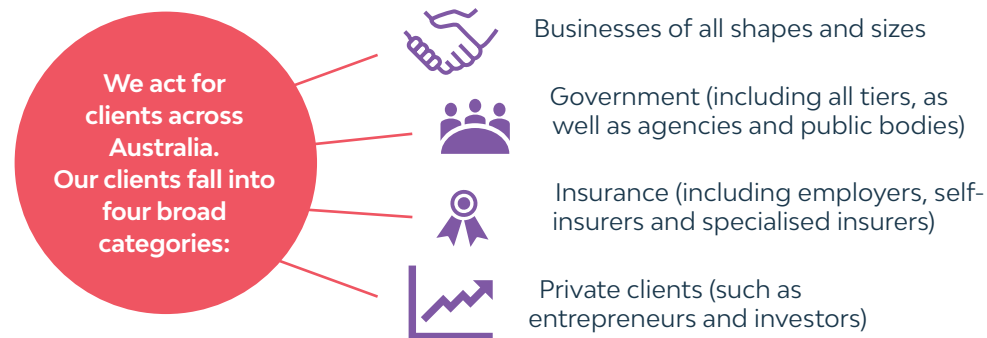 We act for
clients across
Australia.
Our clients fall into
four broad
categories:
Businesses of all shapes and sizes
Government (including all tiers, as
well as agencies and public bodies)
Insurance (including employers, self-
insurers and specialised insurers)
Private clients (such as
entrepreneurs and investors)